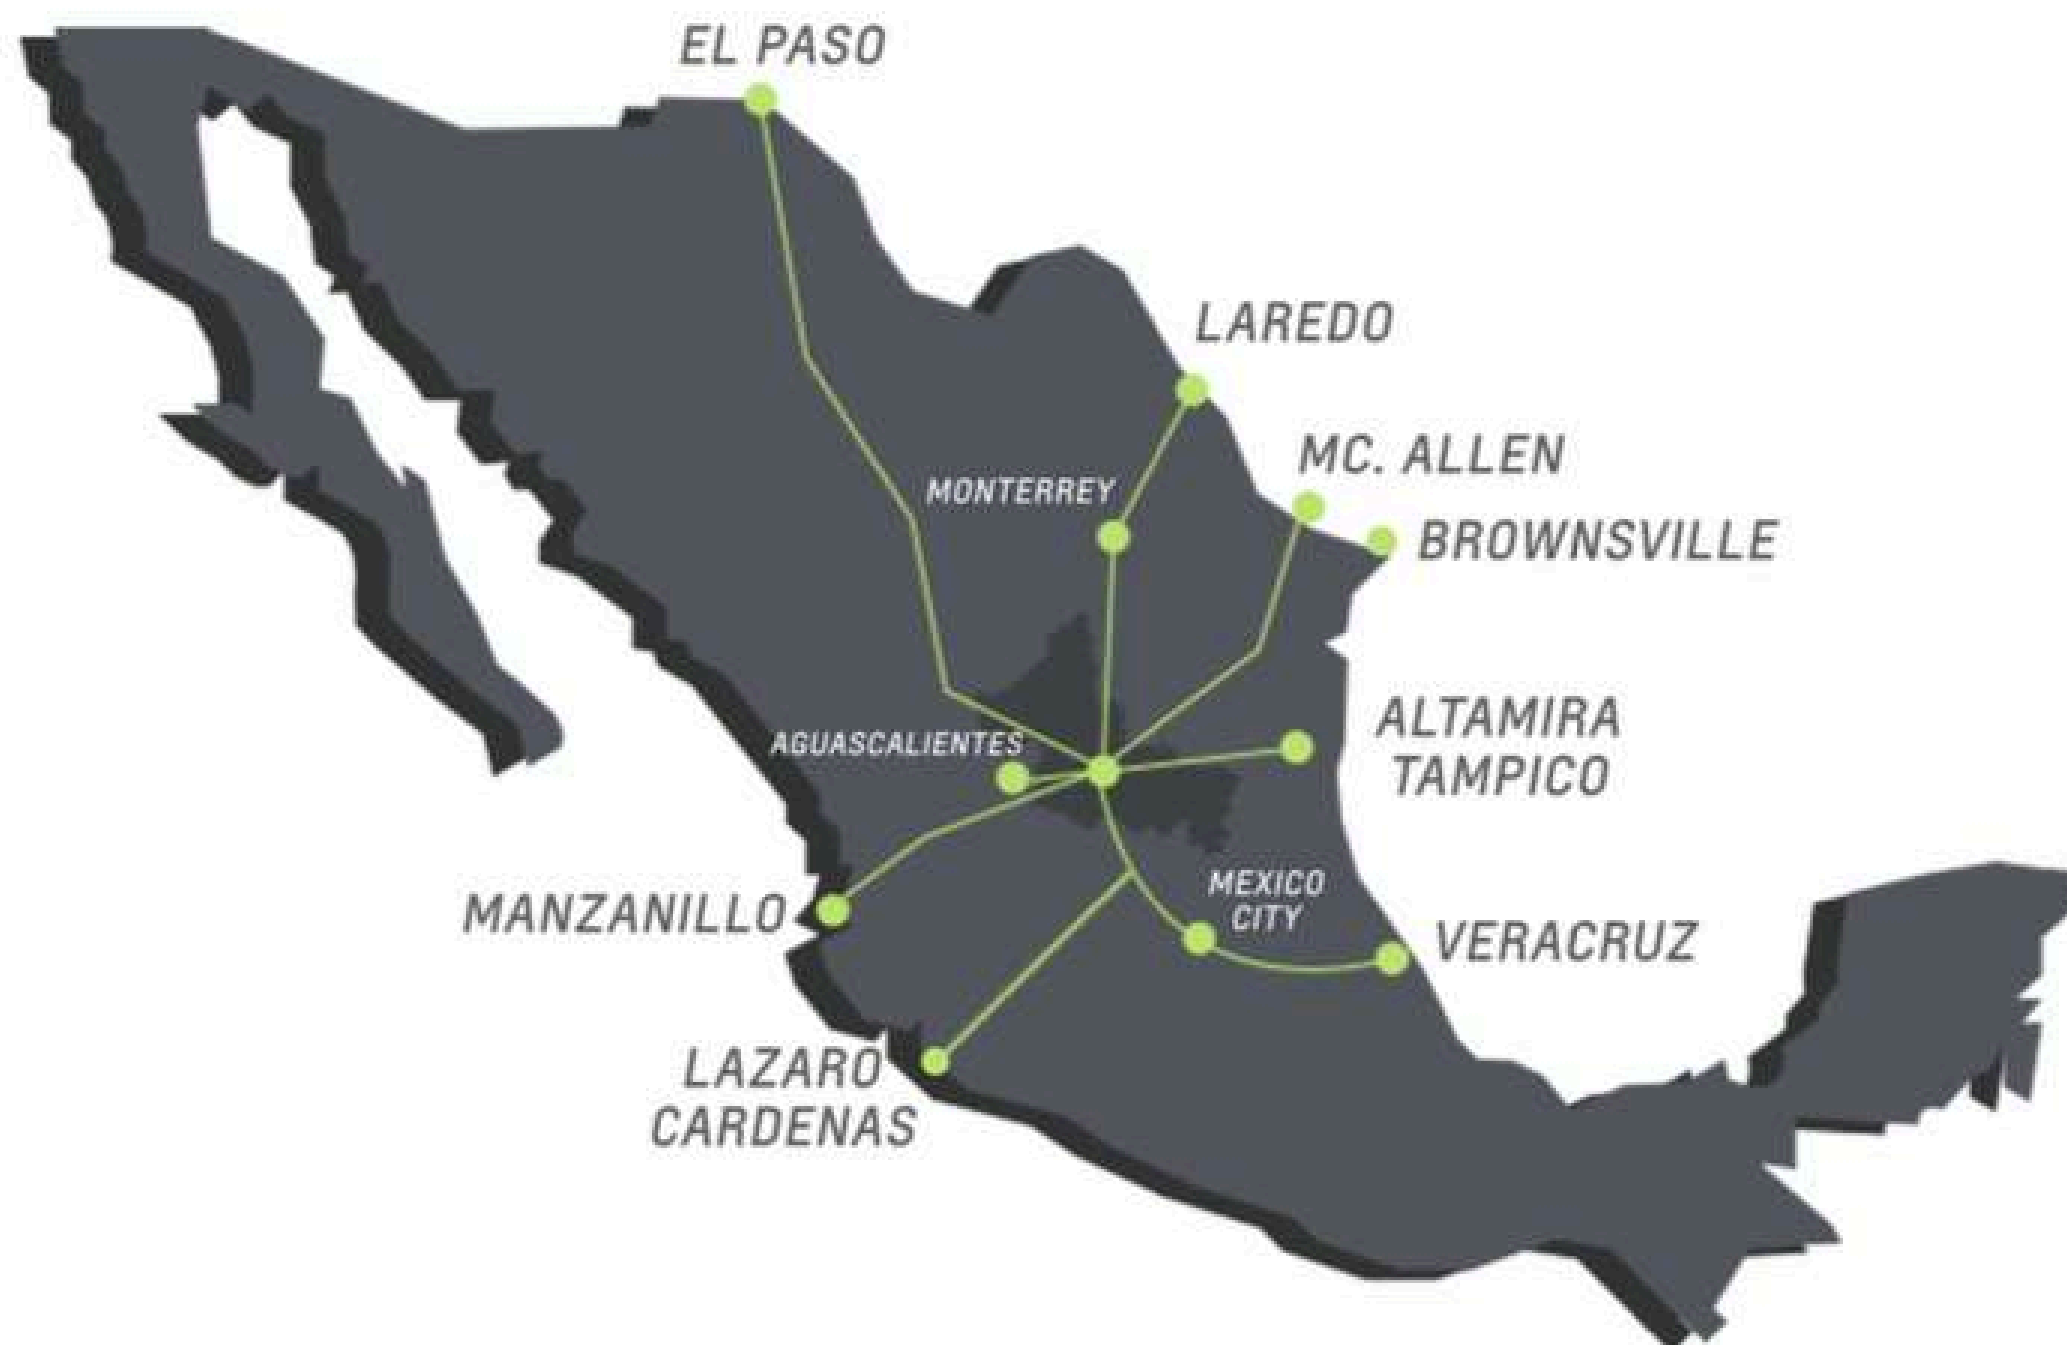 EL PASO
LAREDO
MC. ALLEN
MONTERREY
BROWNSVILLE
ALTAMIRA
TAMPICO
AGUASCALIENTES
MEXICO
CITY
MANZANILLO
VERACRUZ
LAZARO
CARDENAS